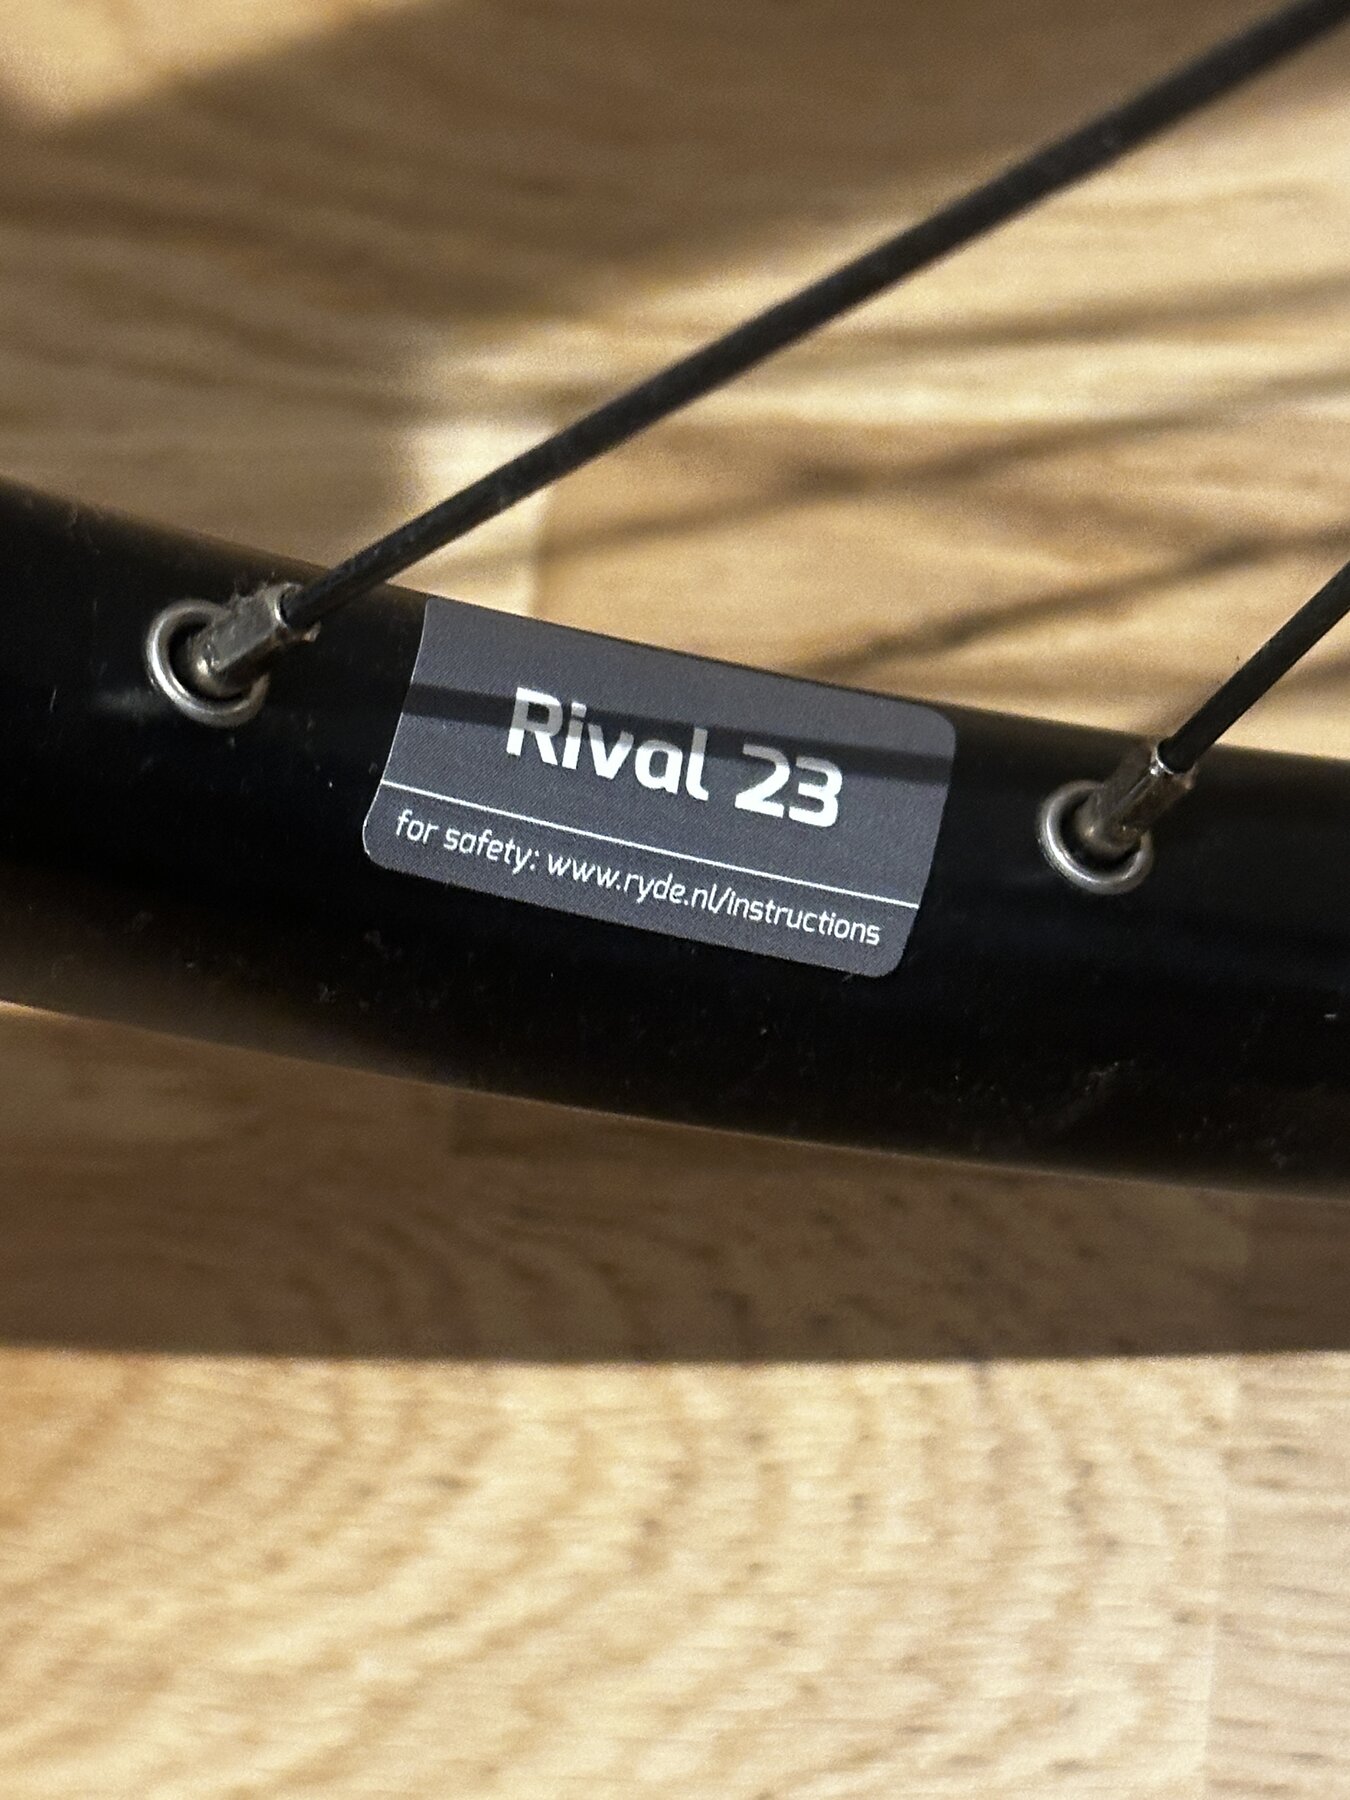 Rival 23
for safety: www.ryde.nl/instructions